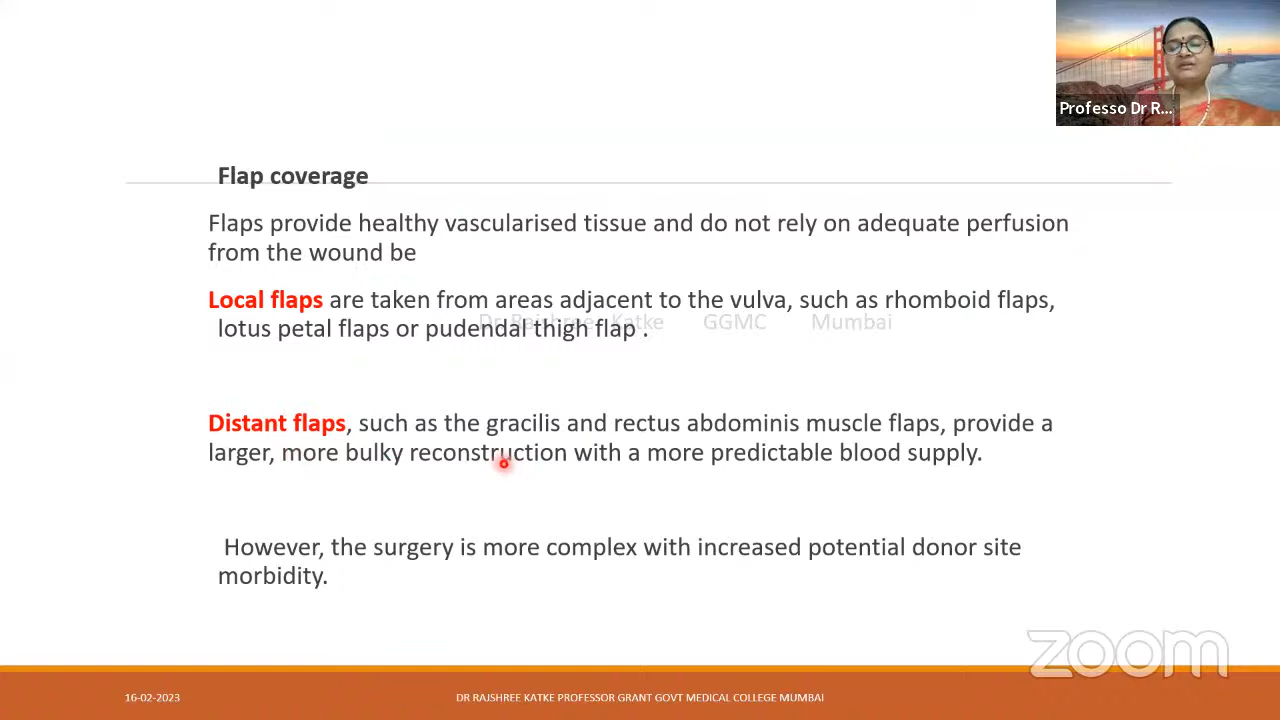 Professo Dr R...
Flap coverage
Flaps provide healthy vascularised tissue and do not rely on adequate perfusion
from the wound be
Local flaps are taken from areas adjacent to the vulva, such as rhomboid flaps,
lotus petal flaps or pudendal thigh flap .
Dr. Rajshree Katke GGMC Mumbai
Distant flaps, such as the gracilis and rectus abdominis muscle flaps, provide a
larger, more bulky reconstruction with a more predictable blood supply.
However, the surgery is more complex with increased potential donor site
morbidity.
zoom
16-02-2023 DR RAJSHREE KATKE PROFESSOR GRANT GOVT MEDICAL COLLEGE MUMBAI